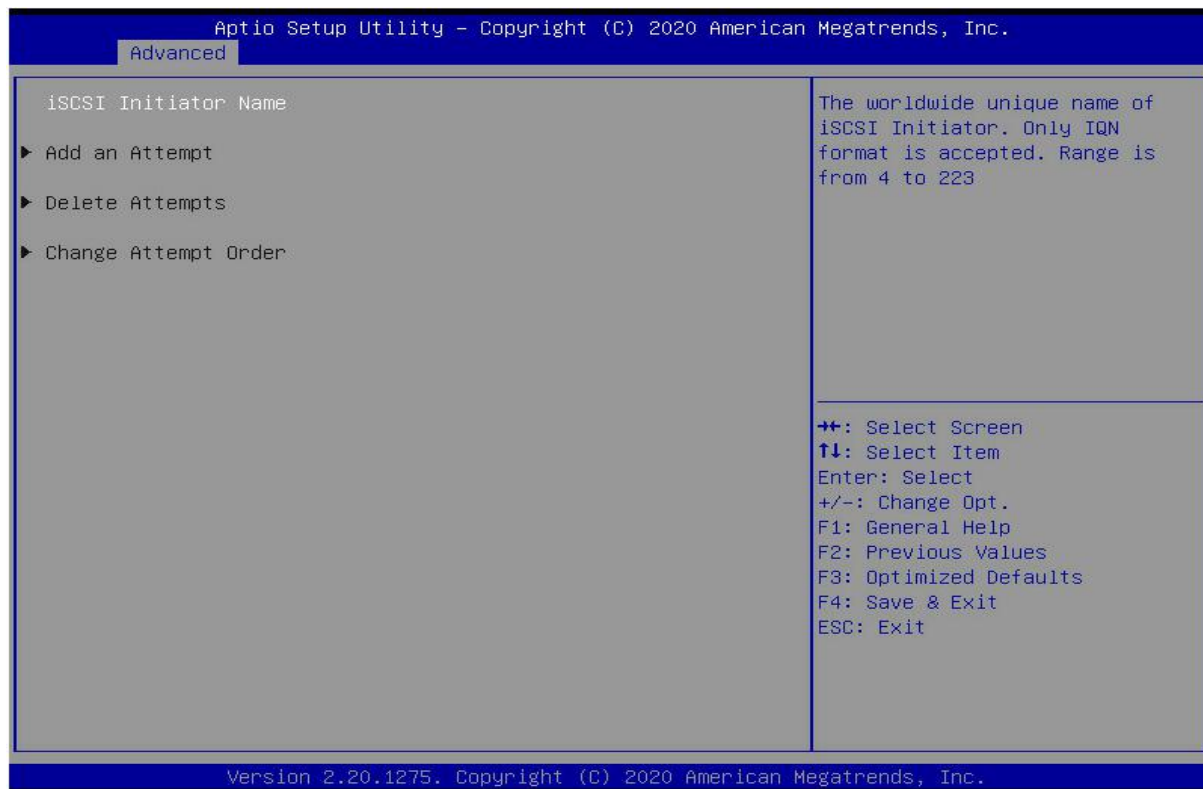 Aptio Setup Utility – Copyright (C) 2020 American Megatrends, Inc.
Advanced
iSCSI Initiator Name
▶ Add an Attempt
▶ Delete Attempts
▶ Change Attempt Order
The worldwide unique name of
iSCSI Initiator. Only IQN
format is accepted. Range is
from 4 to 223
→←: Select Screen
↑↓: Select Item
Enter: Select
+/-: Change Opt.
F1: General Help
F2: Previous Values
F3: Optimized Defaults
F4: Save & Exit
ESC: Exit
Version 2.20.1275. Copyright (C) 2020 American Megatrends, Inc.